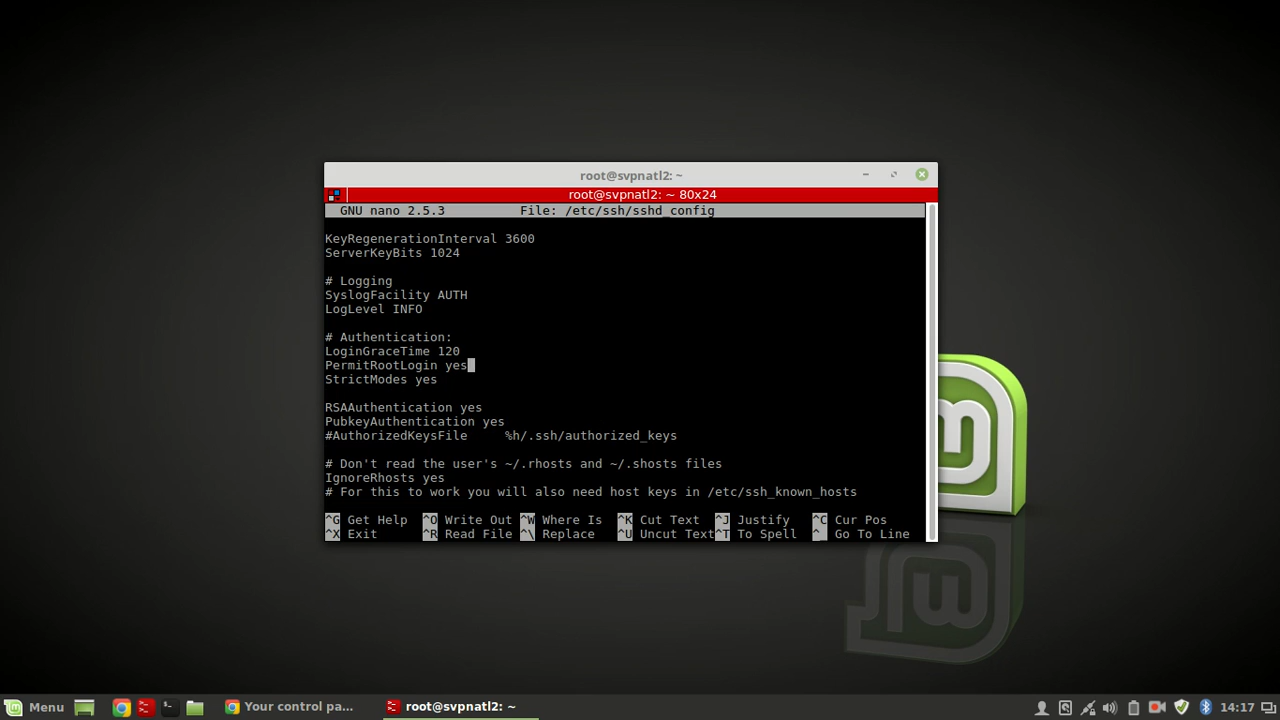 root@svpnatl2: ~
root@svpnatl2: ~ 80x24
GNU nano 2.5.3 File: /etc/ssh/sshd_config
KeyRegenerationInterval 3600
ServerKeyBits 1024
# Logging
SyslogFacility AUTH
LogLevel INFO
# Authentication:
LoginGraceTime 120
PermitRootLogin yes
StrictModes yes
RSAAuthentication yes
PubkeyAuthentication yes
#AuthorizedKeysFile %h/.ssh/authorized_keys
# Don't read the user's ~/.rhosts and ~/.shosts files
IgnoreRhosts yes
# For this to work you will also need host keys in /etc/ssh_known_hosts
^G Get Help ^O Write Out ^W Where Is ^K Cut Text ^J Justify ^C Cur Pos
^X Exit ^R Read File ^\ Replace ^U Uncut Text ^T To Spell ^_ Go To Line
Menu Your control pa... root@svpnatl2: ~ 14:17